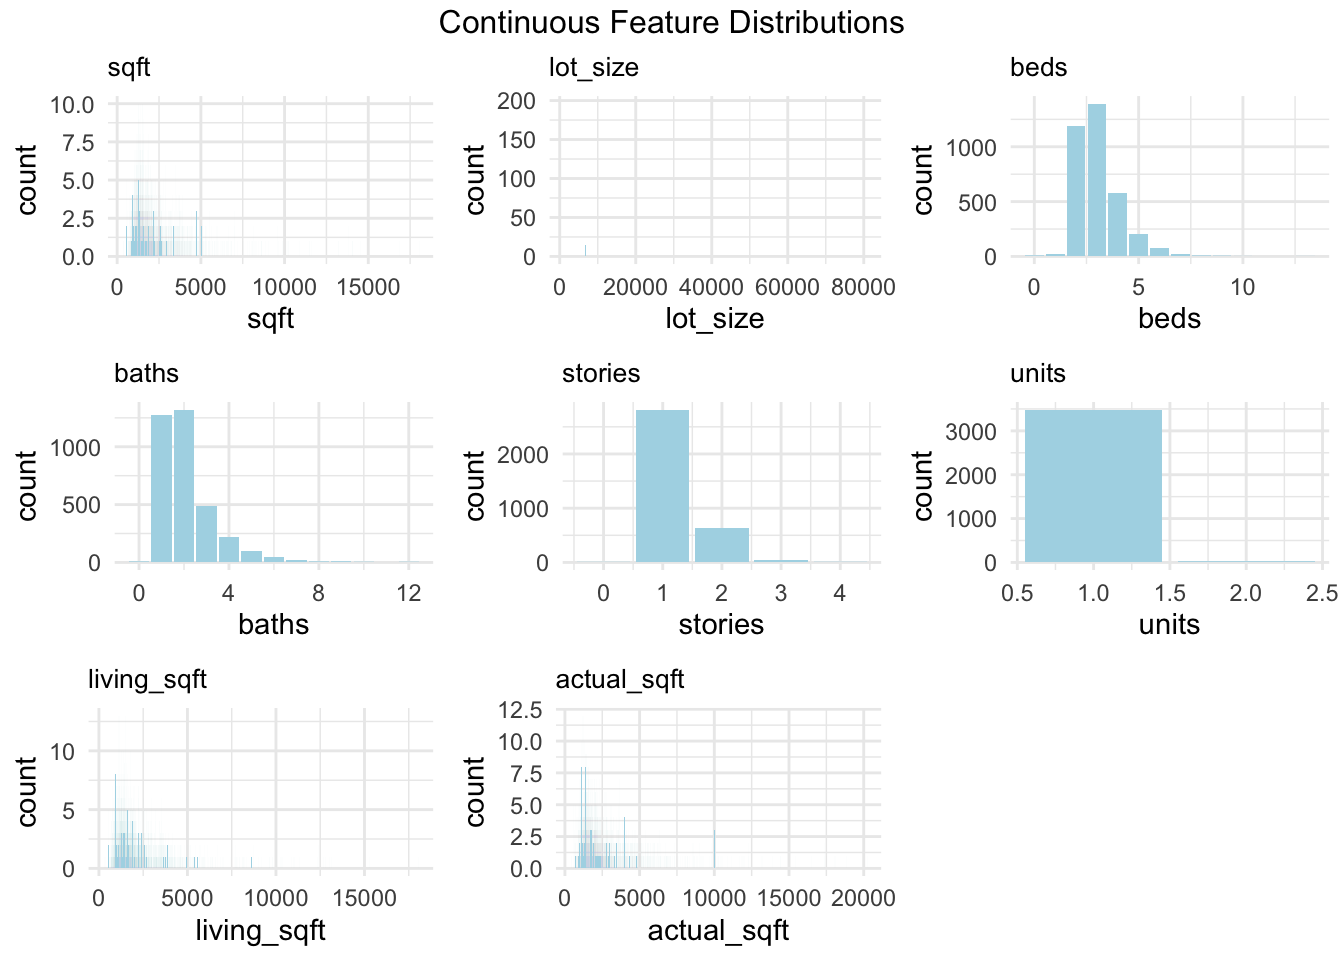 Continuous Feature Distributions
sqft
10.0
7.5
5.0
2.5
0.0
count
0 5000 10000 15000
sqft
lot_size
200
150
100
50
0
count
0 20000 40000 60000 80000
lot_size
beds
1000
500
0
count
0 5 10
beds
baths
1000
500
0
count
0 4 8 12
baths
stories
2000
1000
0
count
0 1 2 3 4
stories
units
3000
2000
1000
0
count
0.5 1.0 1.5 2.0 2.5
units
living_sqft
10
5
0
count
0 5000 10000 15000
living_sqft
actual_sqft
12.5
10.0
7.5
5.0
2.5
0.0
count
0 5000 10000 15000 20000
actual_sqft